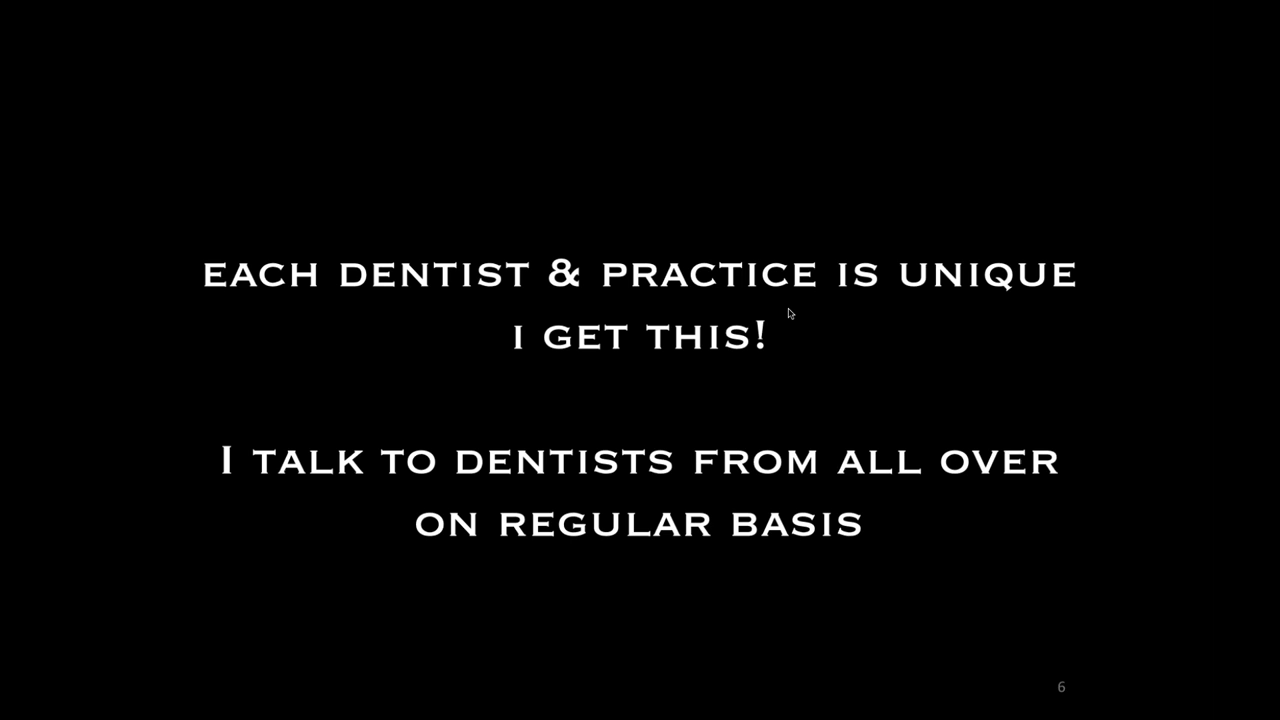 EACH DENTIST & PRACTICE IS UNIQUE
I GET THIS!
I TALK TO DENTISTS FROM ALL OVER
ON REGULAR BASIS
6